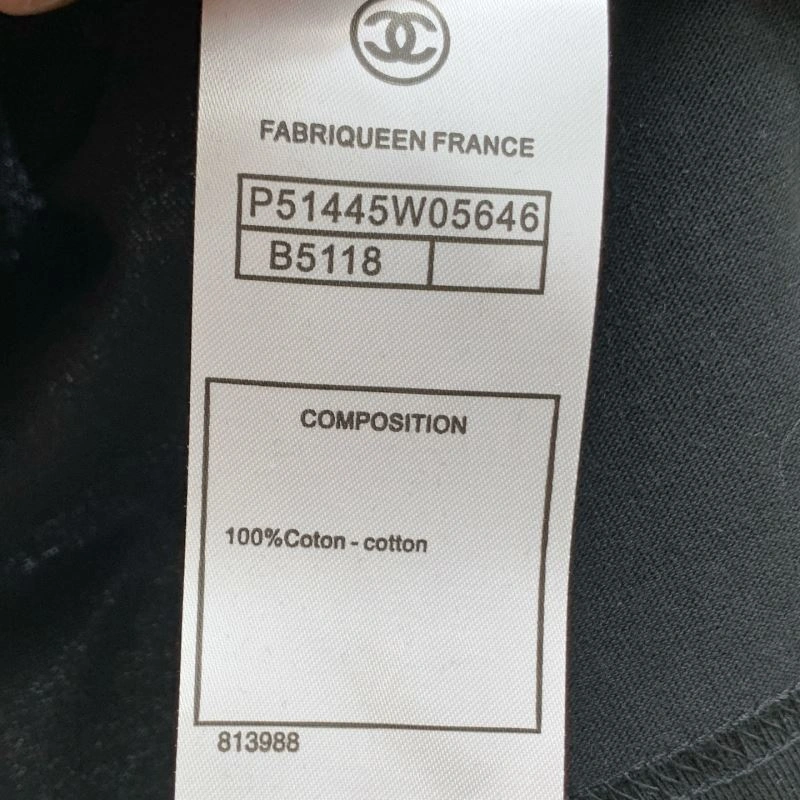 FABRIQUEEN FRANCE
P51445W05646
B5118
COMPOSITION
100%Coton - cotton
813988